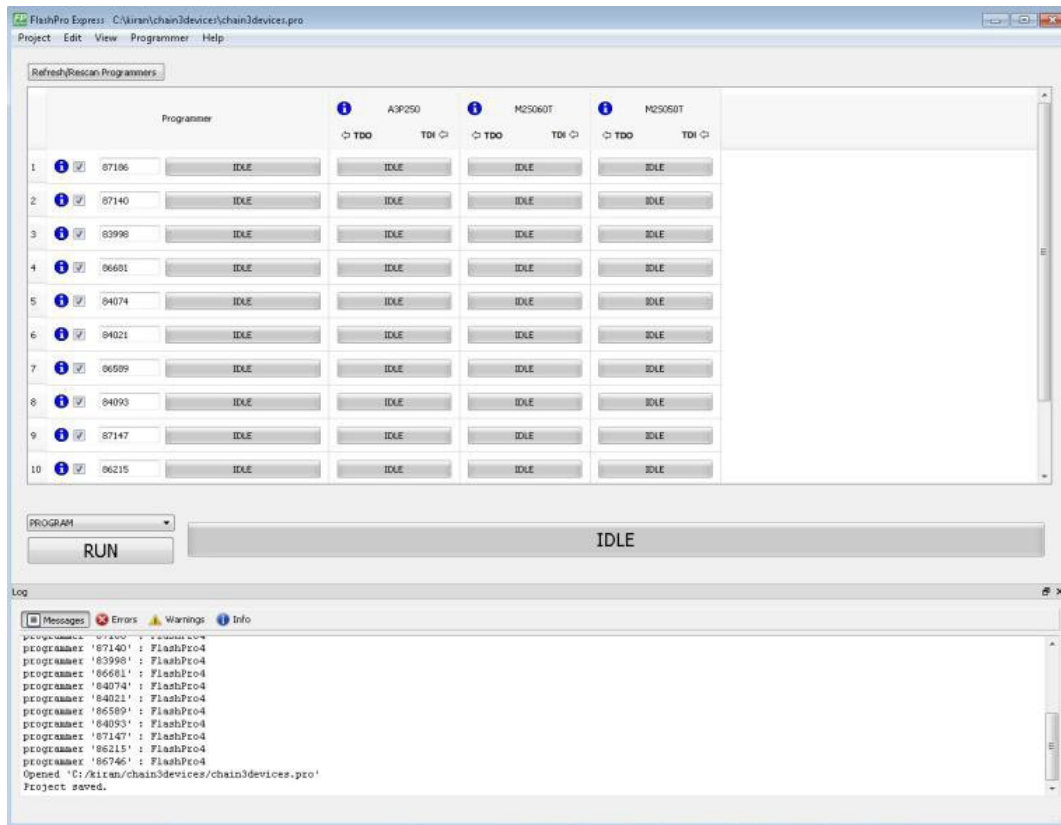 FlashPro Express C:\kiran\chain3devices\chain3devices.pro
Project Edit View Programmer Help
Refresh/Rescan Programmers
Programmer A3P250 M2S060T M2S050T
TDO TDI TDO TDI TDO TDI
1 87186 IDLE IDLE IDLE IDLE
2 87140 IDLE IDLE IDLE IDLE
3 83998 IDLE IDLE IDLE IDLE
4 86681 IDLE IDLE IDLE IDLE
5 84074 IDLE IDLE IDLE IDLE
6 84021 IDLE IDLE IDLE IDLE
7 86589 IDLE IDLE IDLE IDLE
8 84093 IDLE IDLE IDLE IDLE
9 87147 IDLE IDLE IDLE IDLE
10 86215 IDLE IDLE IDLE IDLE
PROGRAM
RUN IDLE
Log
Messages Errors Warnings Info
programmer '87186' : FlashPro4
programmer '87140' : FlashPro4
programmer '83998' : FlashPro4
programmer '86681' : FlashPro4
programmer '84074' : FlashPro4
programmer '84021' : FlashPro4
programmer '86589' : FlashPro4
programmer '84093' : FlashPro4
programmer '87147' : FlashPro4
programmer '86215' : FlashPro4
programmer '86746' : FlashPro4
Opened 'C:/kiran/chain3devices/chain3devices.pro'
Project saved.